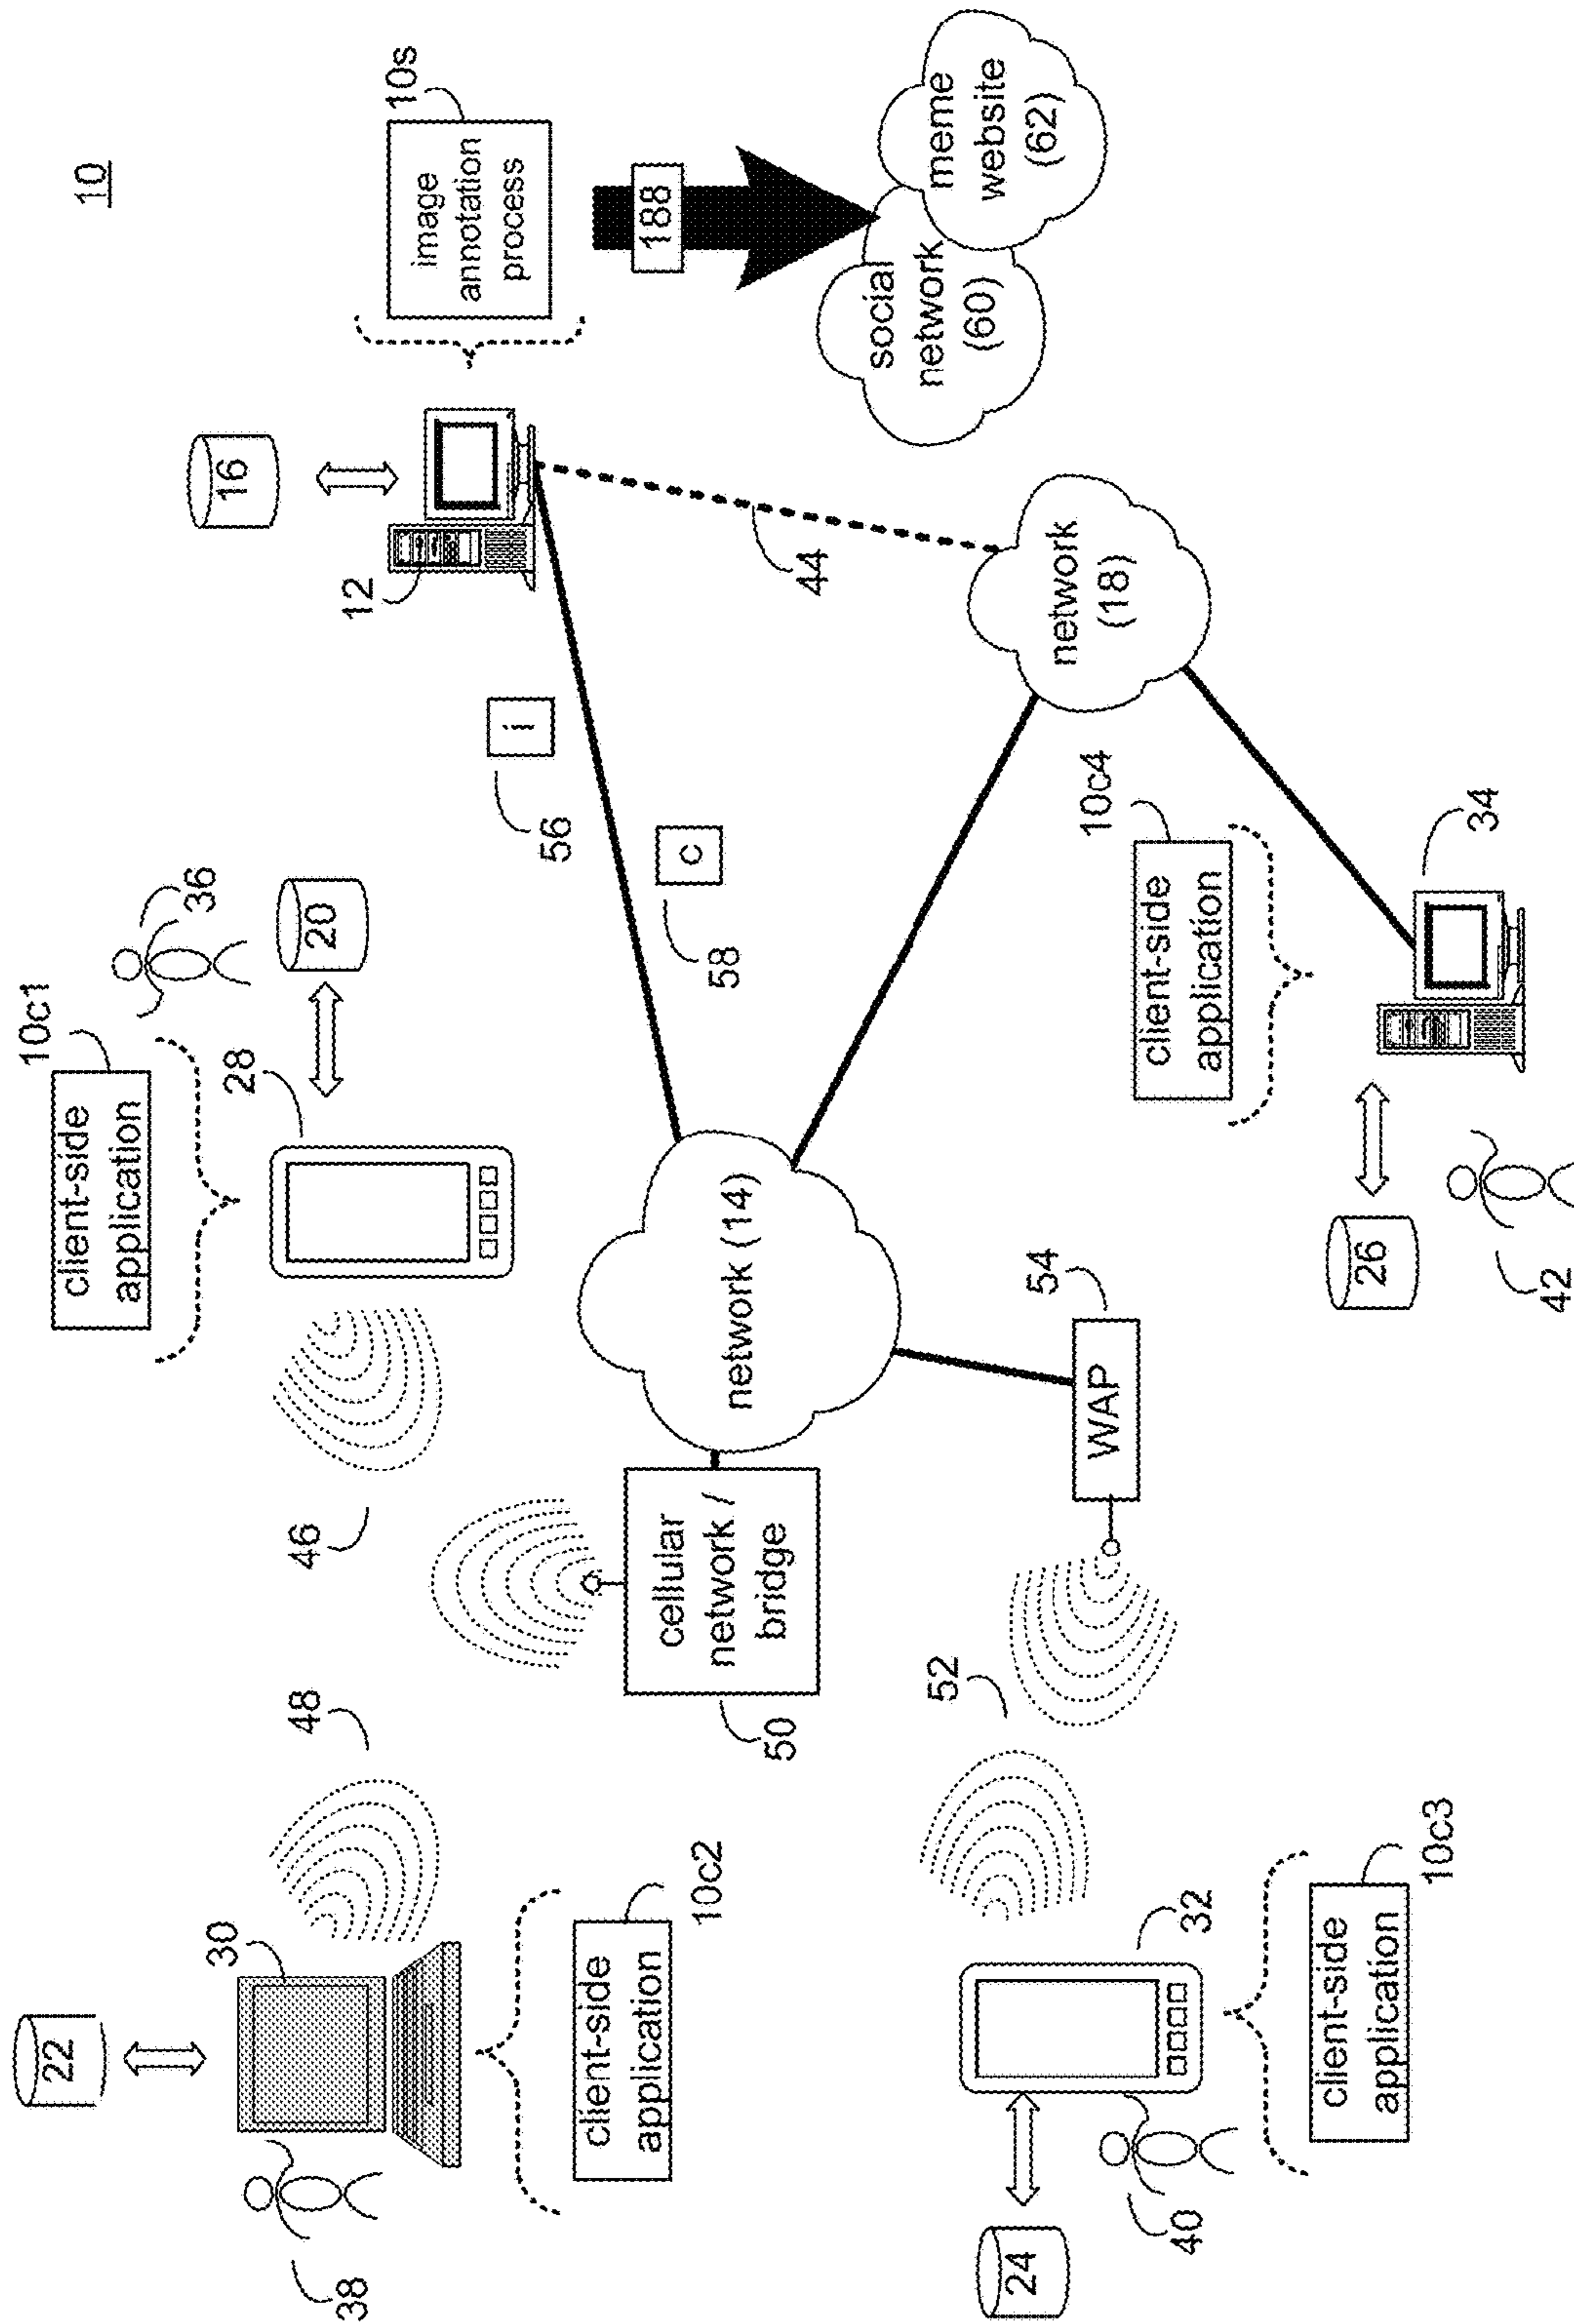 10
22
30
38
48
client-side
application
10c2
10c1
client-side
application
28
36
20
46
16
12
image
annotation
process
10s
188
social
network
(60)
meme
website
(62)
i
56
c
58
44
cellular
network /
bridge
50
network (14)
network
(18)
WAP
54
52
24
40
32
client-side
application
10c3
client-side
application
10c4
34
26
42